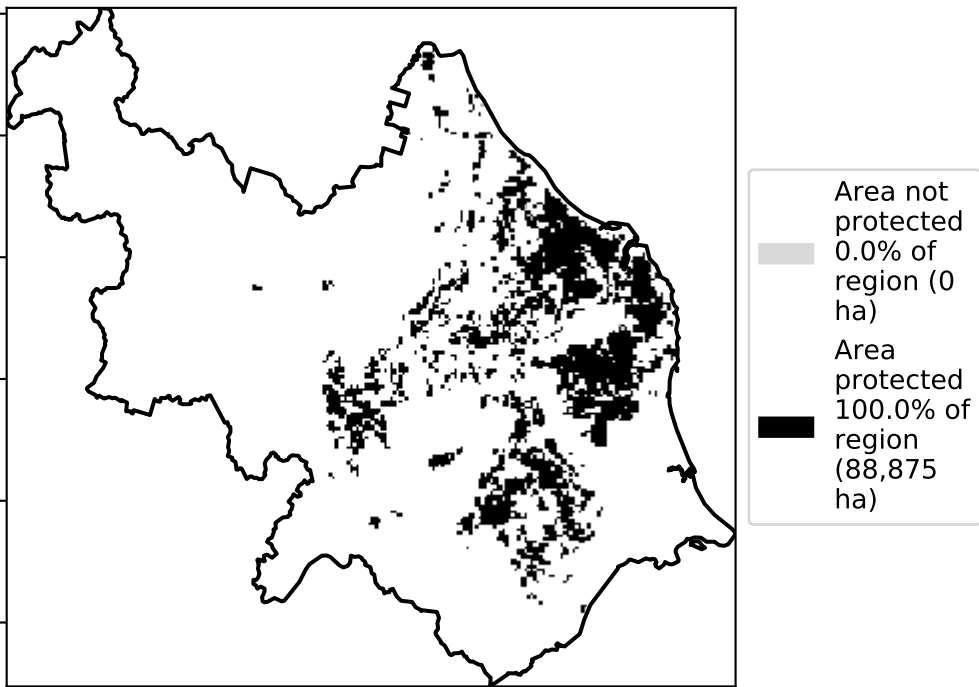 Area not
protected
0.0% of
region (0
ha)
Area
protected
100.0% of
region
(88,875
ha)